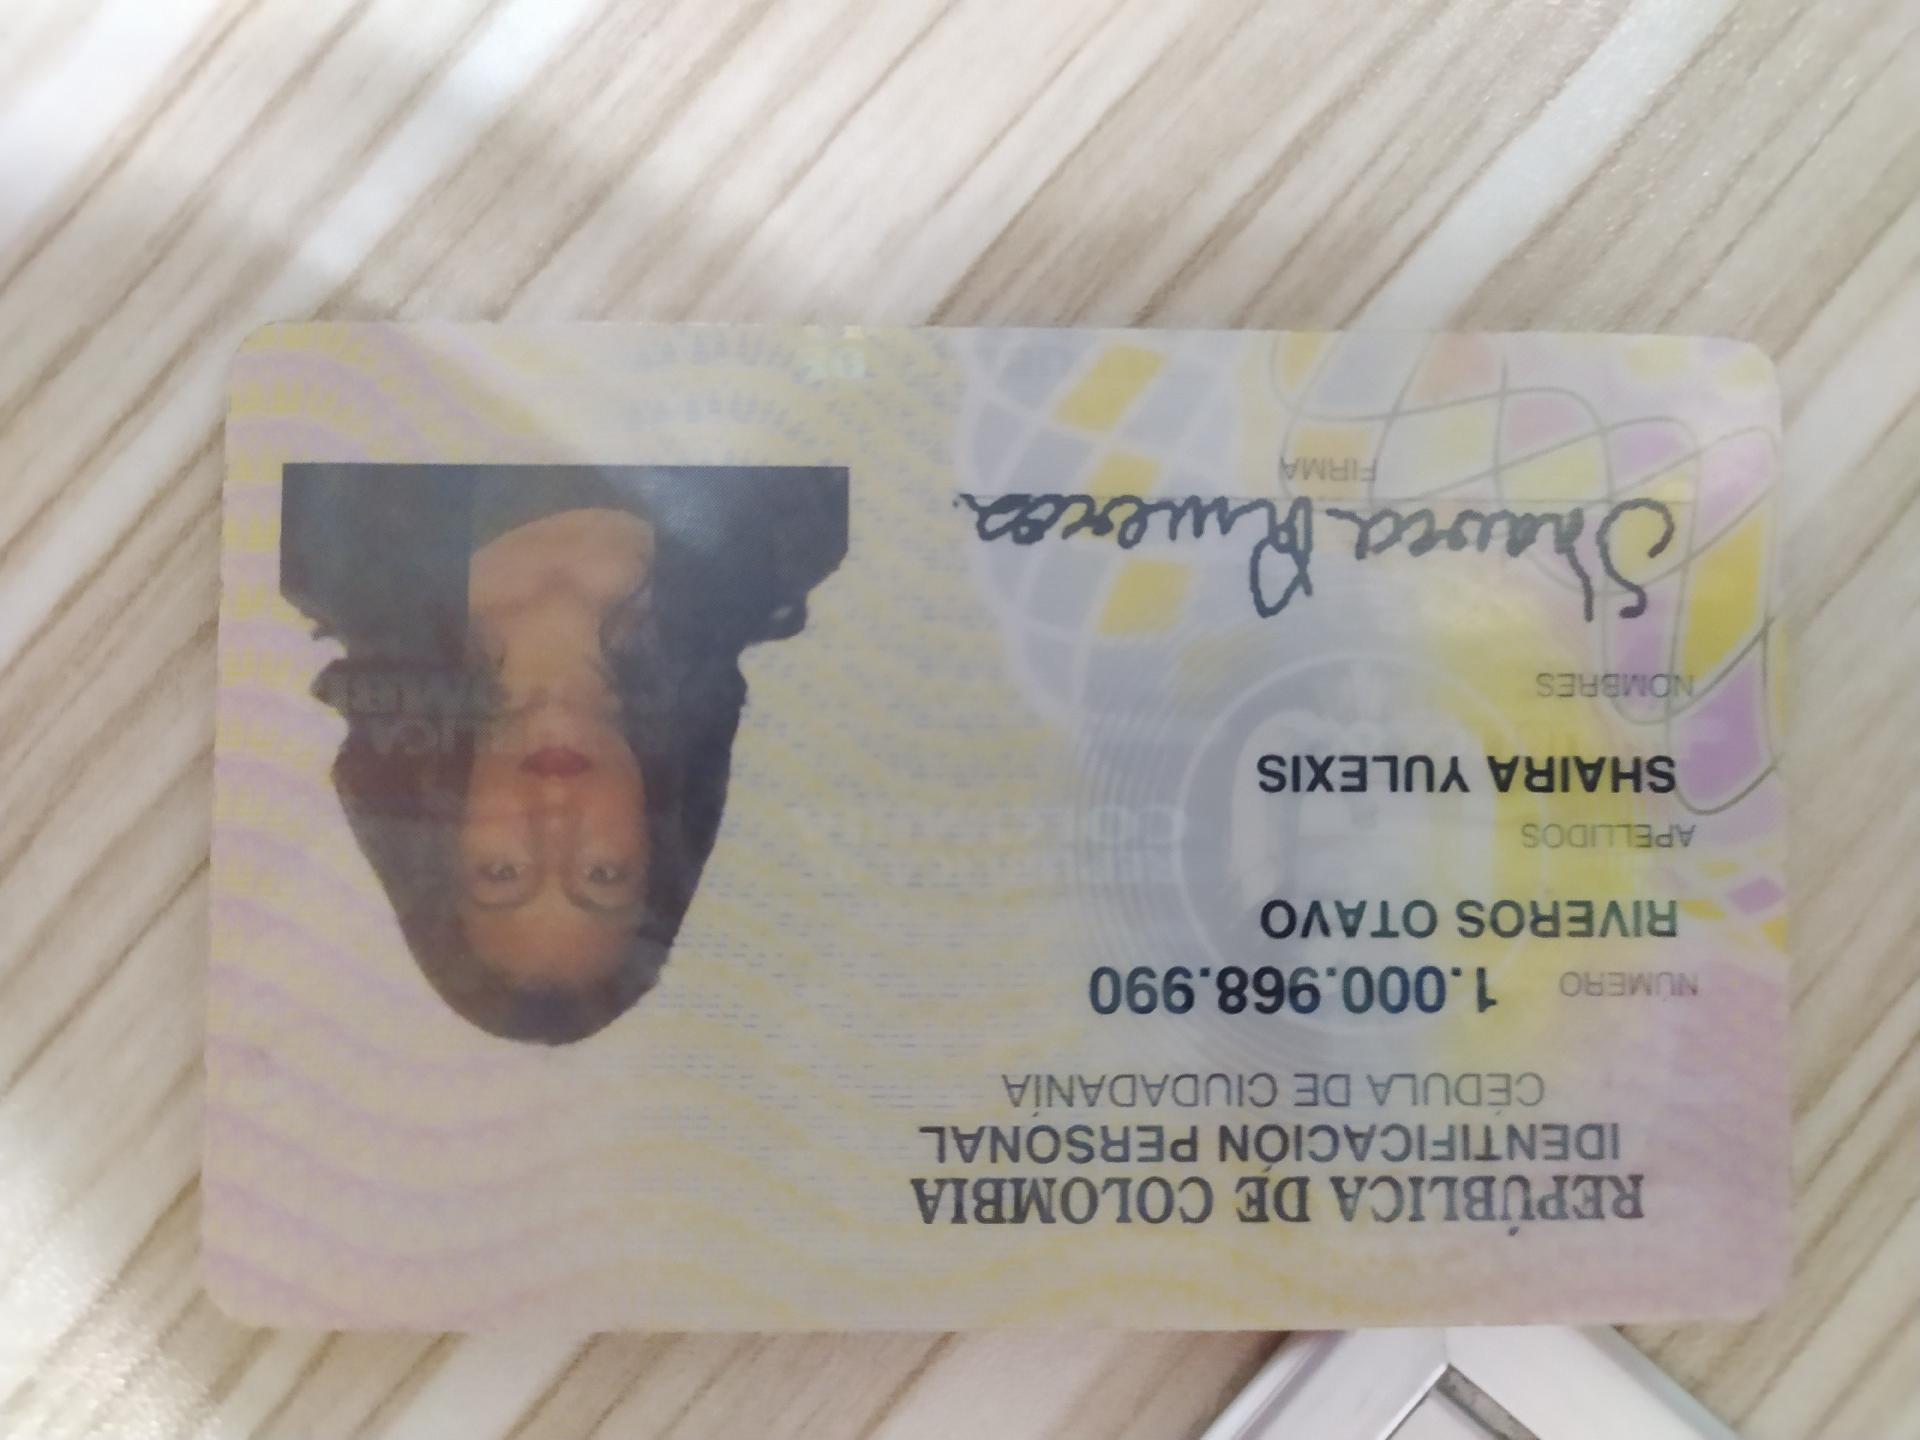 REPÚBLICA DE COLOMBIA
IDENTIFICACIÓN PERSONAL
CÉDULA DE CIUDADANÍA
NÚMERO 1.000.968.990
RIVEROS OTAVO
APELLIDOS
SHAIRA YULEXIS
NOMBRES
Shaira Riveros
FIRMA